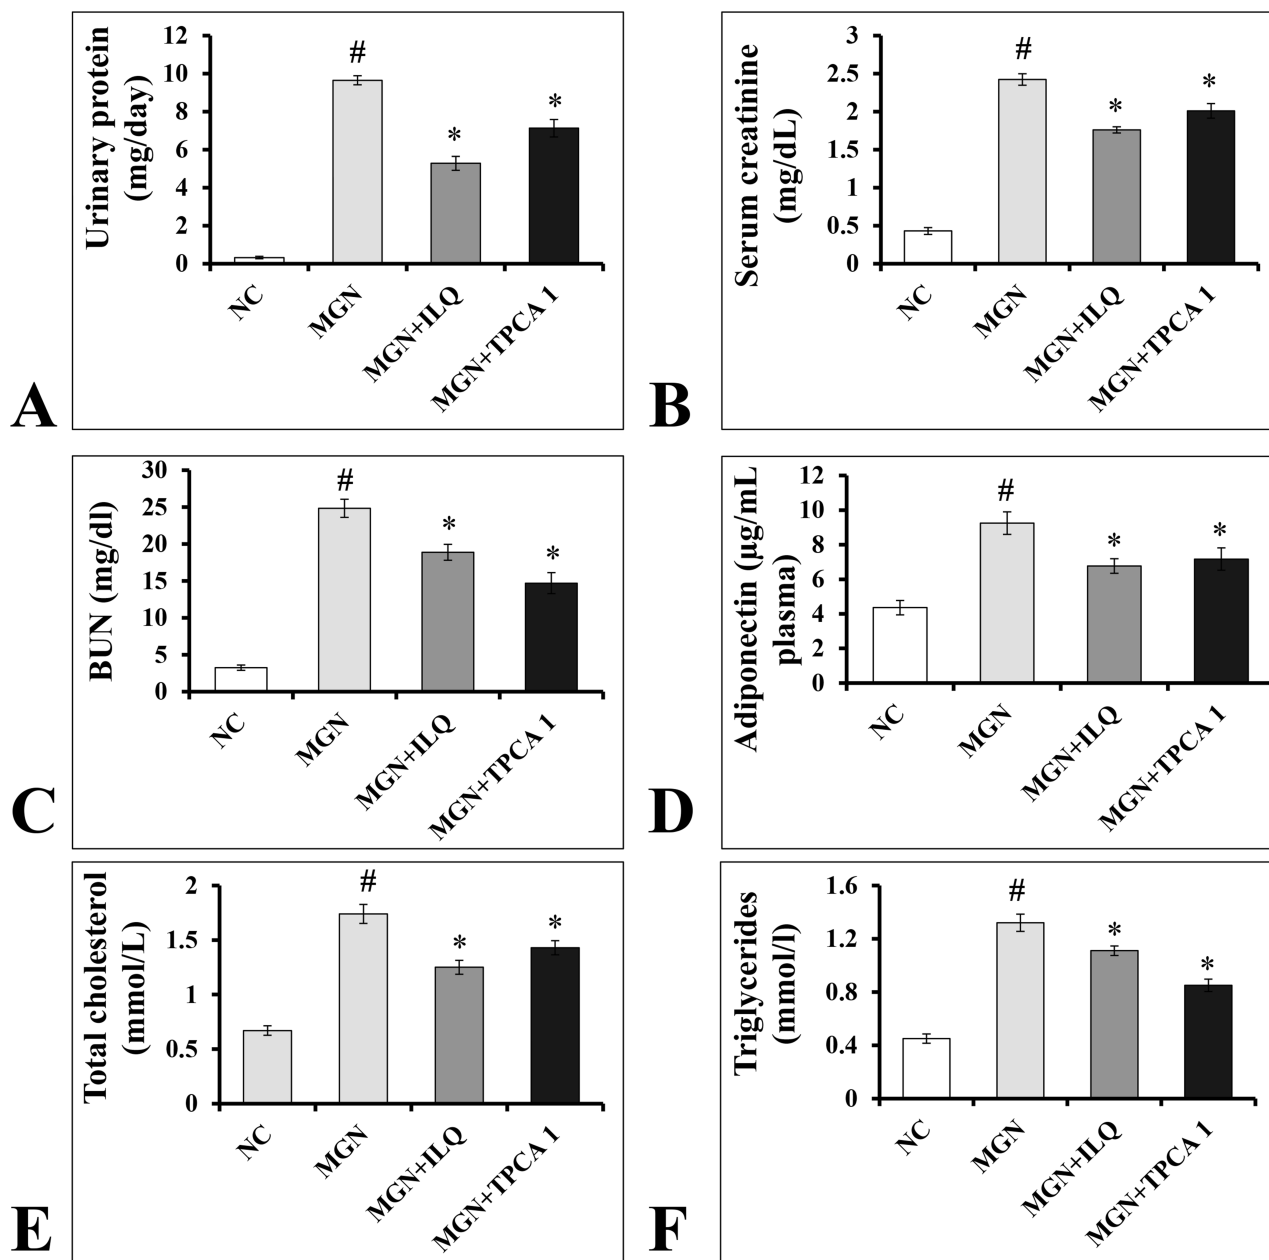 A
Urinary protein
(mg/day)
12
10
8
6
4
2
0
#
*
*
NC
MGN
MGN+ILQ
MGN+TPCA 1
B
Serum creatinine
(mg/dL)
3
2.5
2
1.5
1
0.5
0
#
*
*
NC
MGN
MGN+ILQ
MGN+TPCA 1
C
BUN (mg/dl)
30
25
20
15
10
5
0
#
*
*
NC
MGN
MGN+ILQ
MGN+TPCA 1
D
Adiponectin (µg/mL
plasma)
12
10
8
6
4
2
0
#
*
*
NC
MGN
MGN+ILQ
MGN+TPCA 1
E
Total cholesterol
(mmol/L)
2
1.5
1
0.5
0
#
*
*
NC
MGN
MGN+ILQ
MGN+TPCA 1
F
Triglycerides
(mmol/l)
1.6
1.2
0.8
0.4
0
#
*
*
NC
MGN
MGN+ILQ
MGN+TPCA 1